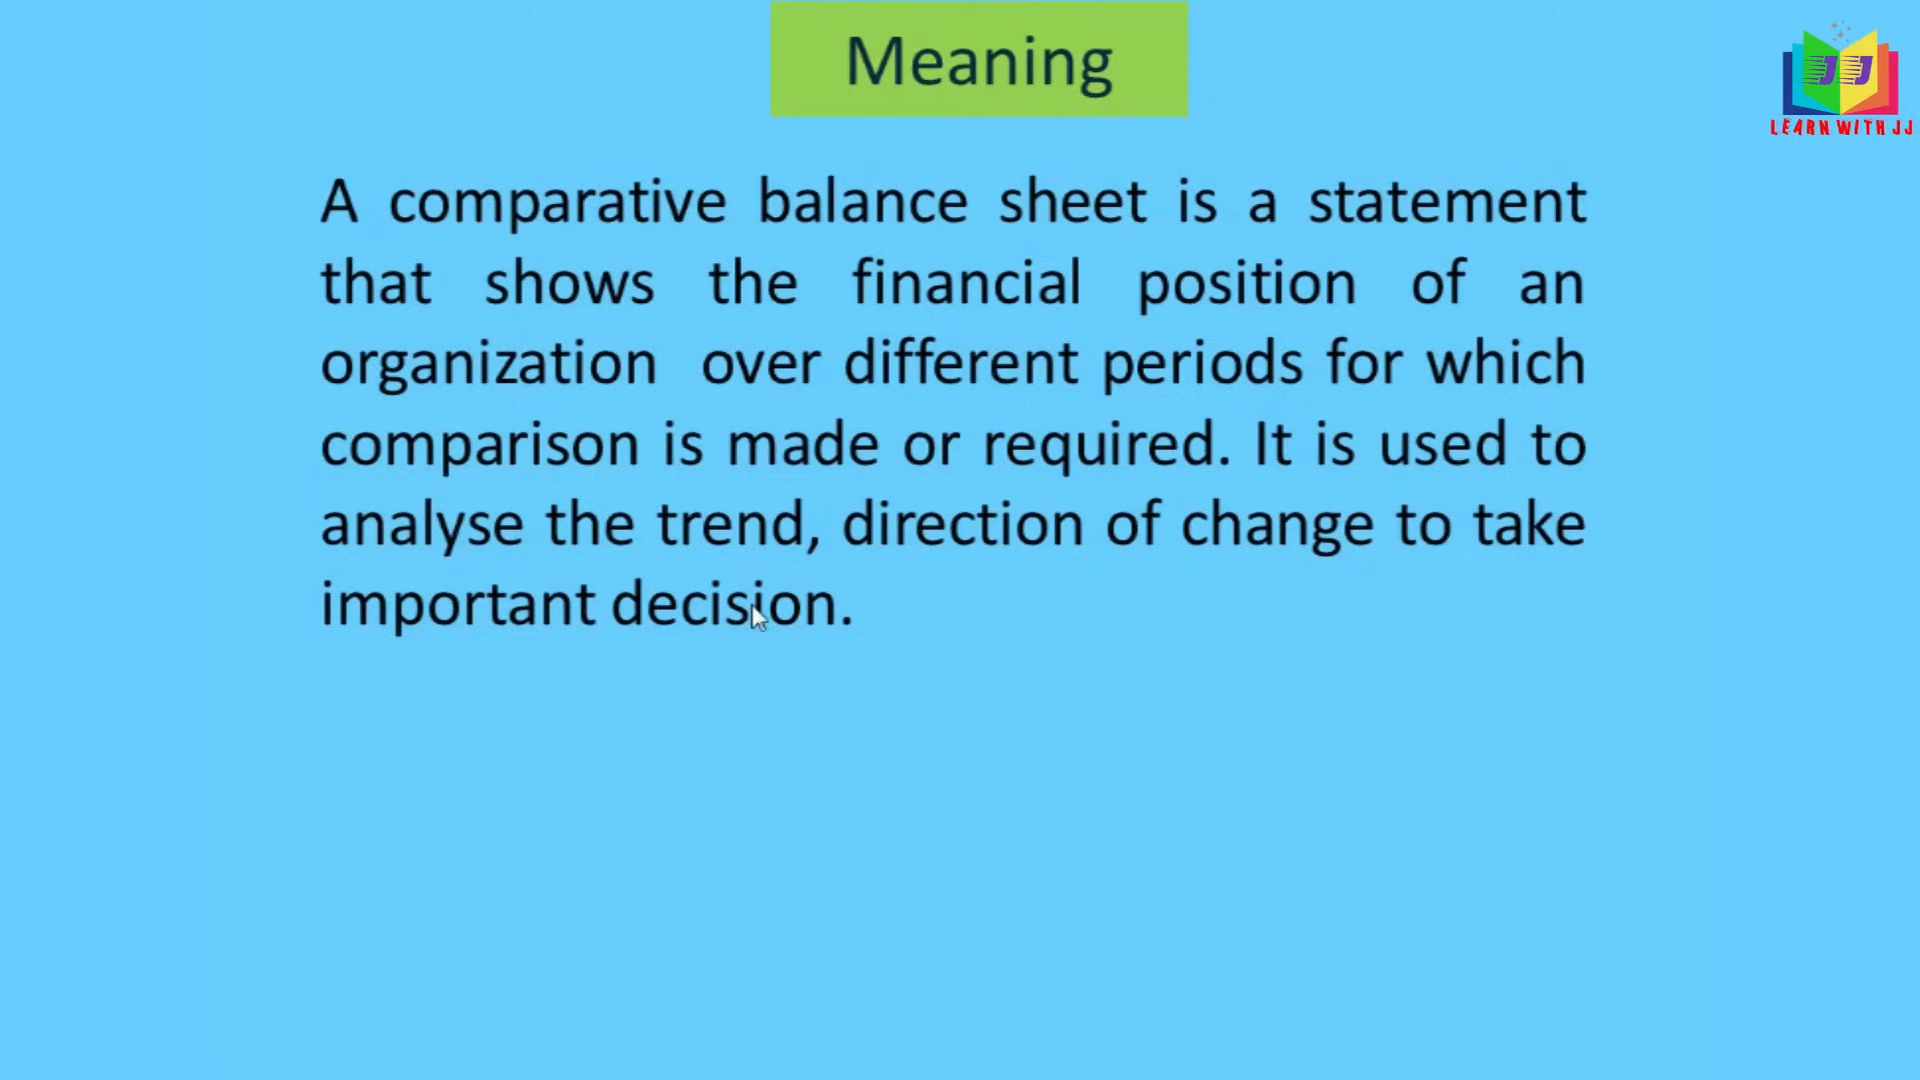 Meaning
JJ
LEARN WITH JJ
A comparative balance sheet is a statement
that shows the financial position of an
organization over different periods for which
comparison is made or required. It is used to
analyse the trend, direction of change to take
important decision.